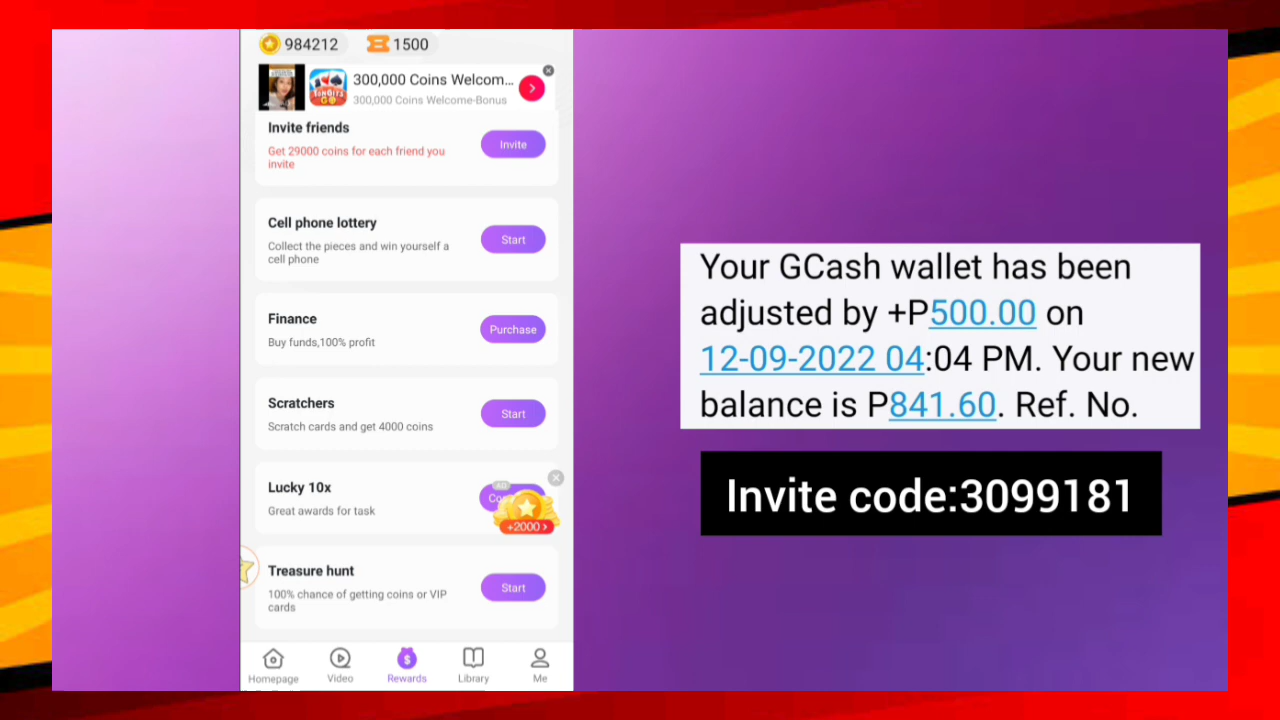 984212
1500
300,000 Coins Welcom...
300,000 Coins Welcome-Bonus
TONGITS
GO
Invite friends
Get 29000 coins for each friend you
invite
Invite
Cell phone lottery
Collect the pieces and win yourself a
cell phone
Start
Finance
Buy funds,100% profit
Purchase
Scratchers
Scratch cards and get 4000 coins
Start
Lucky 10x
Great awards for task
AD
+2000 >
Treasure hunt
100% chance of getting coins or VIP
cards
Start
Homepage
Video
Rewards
Library
Me
Your GCash wallet has been
adjusted by +P500.00 on
12-09-2022 04:04 PM. Your new
balance is P841.60. Ref. No.
Invite code:3099181